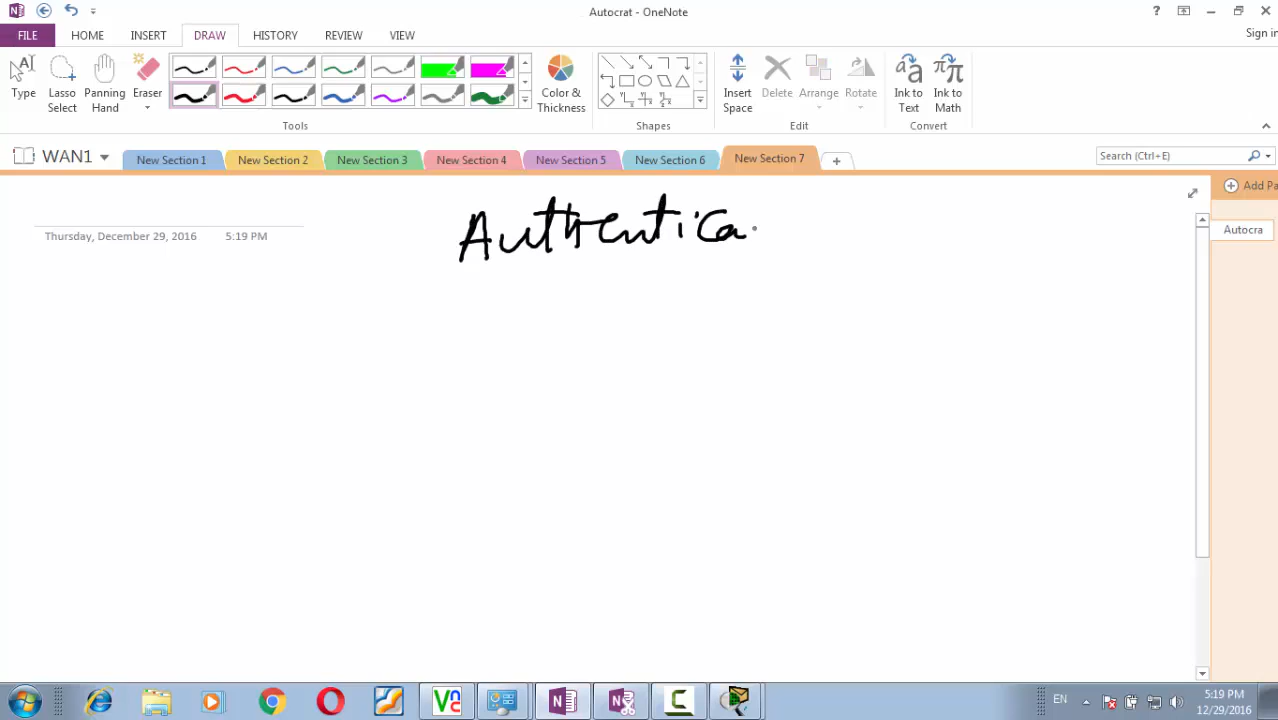 Autocrat - OneNote
?
FILE HOME INSERT DRAW HISTORY REVIEW VIEW Sign in
Type Lasso Select Panning Hand Eraser Color & Thickness Insert Space Delete Arrange Rotate Ink to Text Ink to Math
Tools Shapes Edit Convert
WAN1 New Section 1 New Section 2 New Section 3 New Section 4 New Section 5 New Section 6 New Section 7 Search (Ctrl+E)
Add Pa
Authentica
Thursday, December 29, 2016 5:19 PM
Autocra
EN 5:19 PM
12/29/2016